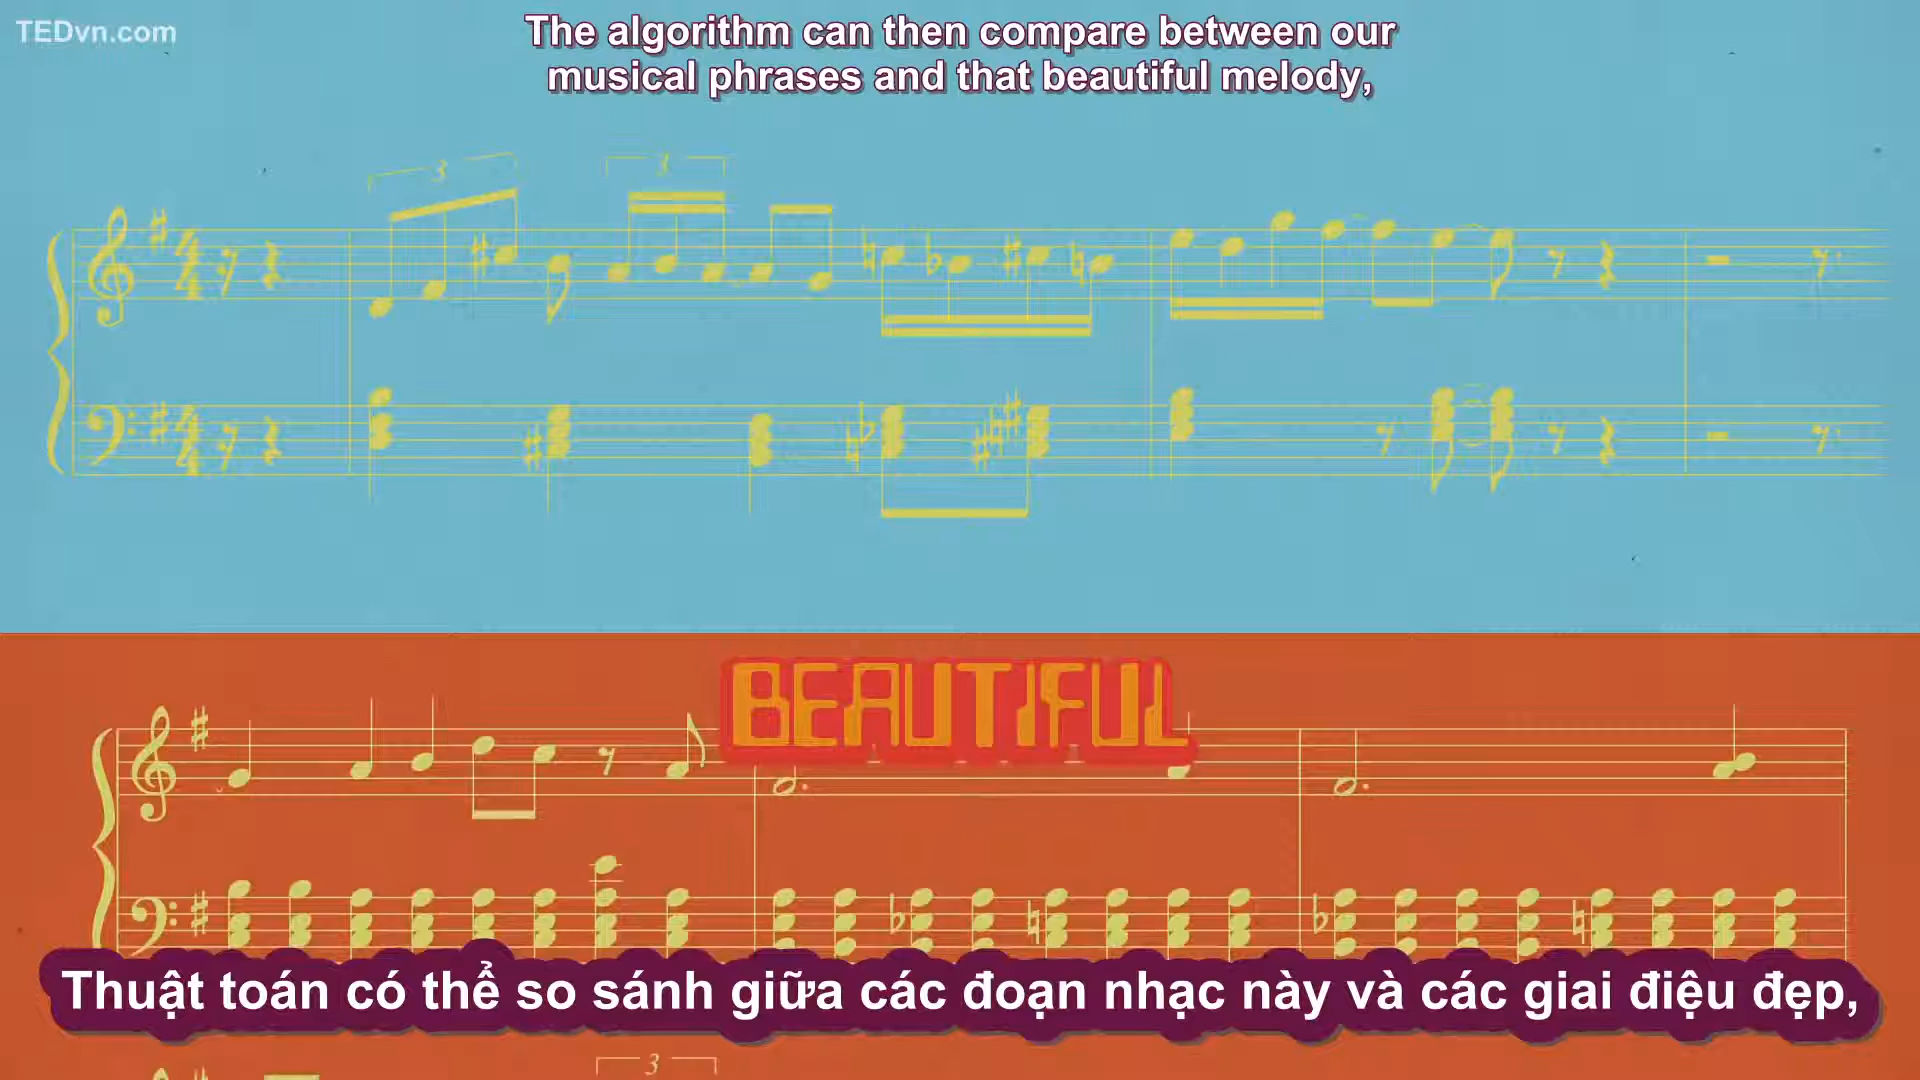 TEDvn.com
The algorithm can then compare between our
musical phrases and that beautiful melody,
3
3
BEAUTIFUL
Thuật toán có thể so sánh giữa các đoạn nhạc này và các giai điệu đẹp,
3